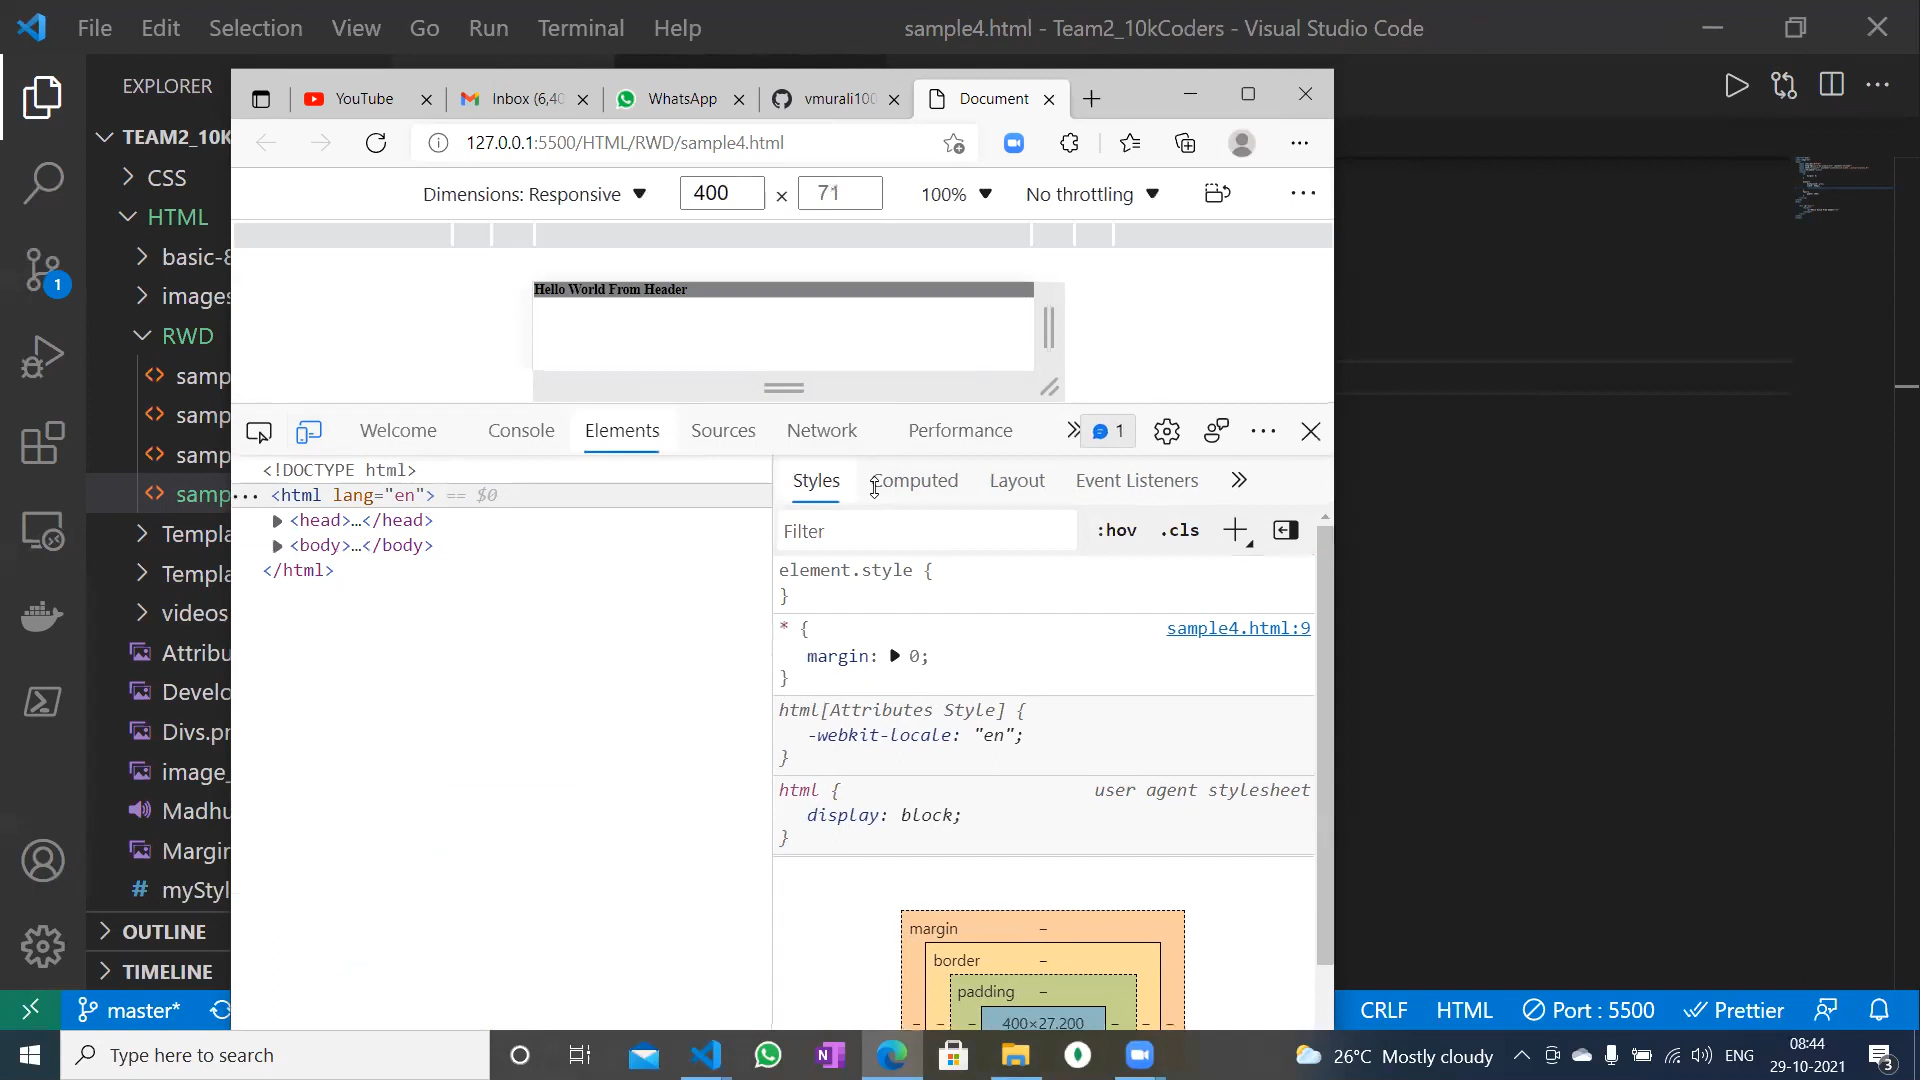 File Edit Selection View Go Run Terminal Help
sample4.html - Team2_10kCoders - Visual Studio Code
EXPLORER
TEAM2_10K
CSS
HTML
basic-8
images
RWD
samp
samp
samp
samp
Templa
Templa
videos
Attribu
Develo
Divs.pr
image_
Madhu
Margin
myStyl
OUTLINE
TIMELINE
1
YouTube
Inbox (6,40
WhatsApp
vmurali100
Document
127.0.0.1:5500/HTML/RWD/sample4.html
Dimensions: Responsive 400 x 71 100% No throttling
Hello World From Header
Welcome Console Elements Sources Network Performance 1
<!DOCTYPE html>
<html lang="en"> == $0
<head>…</head>
<body>…</body>
</html>
Styles Computed Layout Event Listeners
Filter :hov .cls
element.style {
}
* { sample4.html:9
margin: 0;
}
html[Attributes Style] {
-webkit-locale: "en";
}
html { user agent stylesheet
display: block;
}
margin –
border –
padding –
– – – 400×27.200 – – –
master*
CRLF HTML Port : 5500 Prettier
Type here to search
26°C Mostly cloudy
ENG
08:44
29-10-2021
3